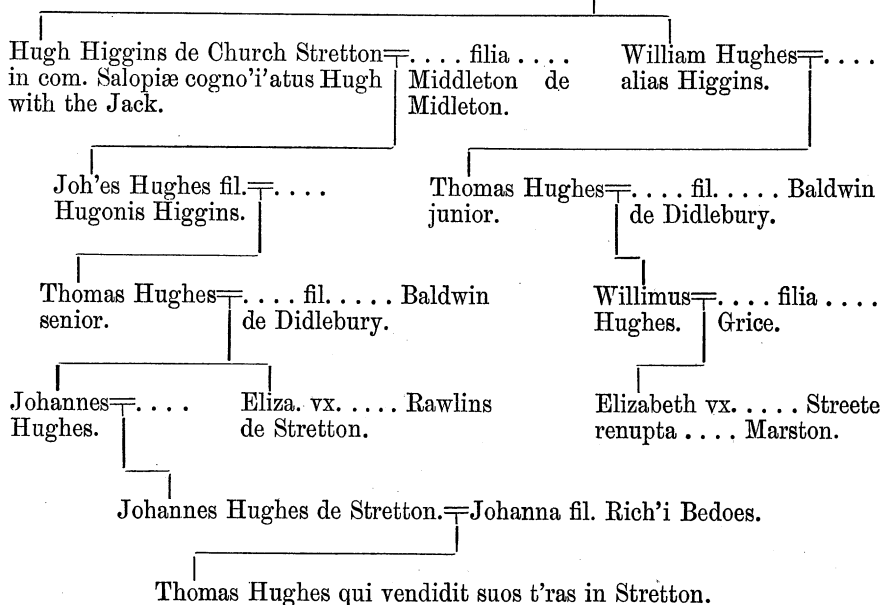 Hugh Higgins de Church Stretton=. . . . filia . . . .
in com. Salopiæ cogno'i'atus Hugh Middleton de
with the Jack. Midleton.
William Hughes=. . . .
alias Higgins.
Joh'es Hughes fil.=. . . .
Hugonis Higgins.
Thomas Hughes=. . . . fil. . . . . Baldwin
junior. de Didlebury.
Thomas Hughes=. . . . fil. . . . . Baldwin
senior. de Didlebury.
Willimus=. . . . filia . . . .
Hughes. Grice.
Johannes=. . . .
Hughes.
Eliza. vx. . . . . Rawlins
de Stretton.
Elizabeth vx. . . . . Streete
renupta . . . . Marston.
Johannes Hughes de Stretton.=Johanna fil. Rich'i Bedoes.
Thomas Hughes qui vendidit suos t'ras in Stretton.